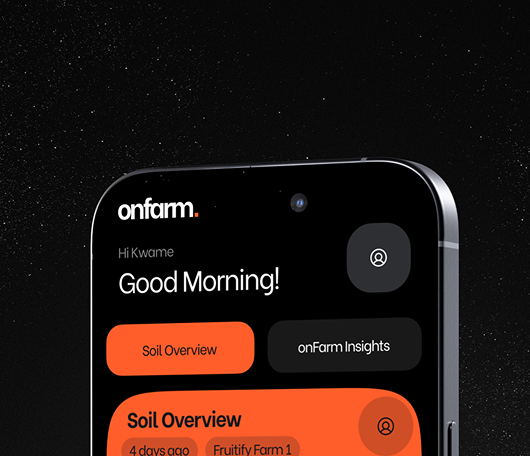 onfarm.
Hi Kwame
Good Morning!
Soil Overview
onFarm Insights
Soil Overview
4 days ago
Fruitify Farm 1